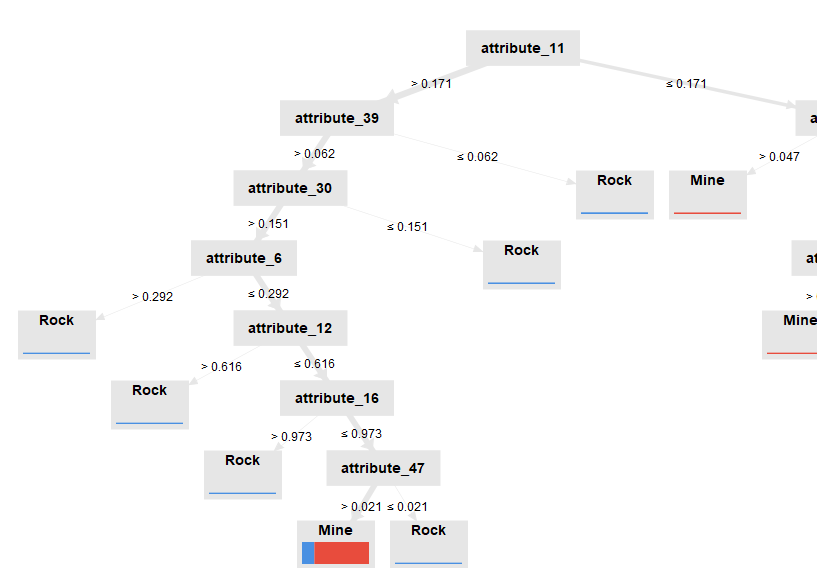 attribute_11
> 0.171
≤ 0.171
attribute_39
> 0.062
≤ 0.062
> 0.047
attribute_30
Rock
Mine
> 0.151
≤ 0.151
attribute_6
Rock
> 0.292
≤ 0.292
Rock
attribute_12
Mine
> 0.616
≤ 0.616
Rock
attribute_16
> 0.973
≤ 0.973
Rock
attribute_47
> 0.021
≤ 0.021
Mine
Rock